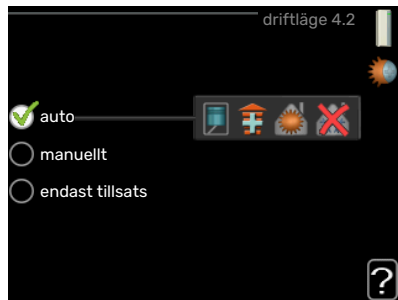 driftläge 4.2
auto
manuellt
endast tillsats
?